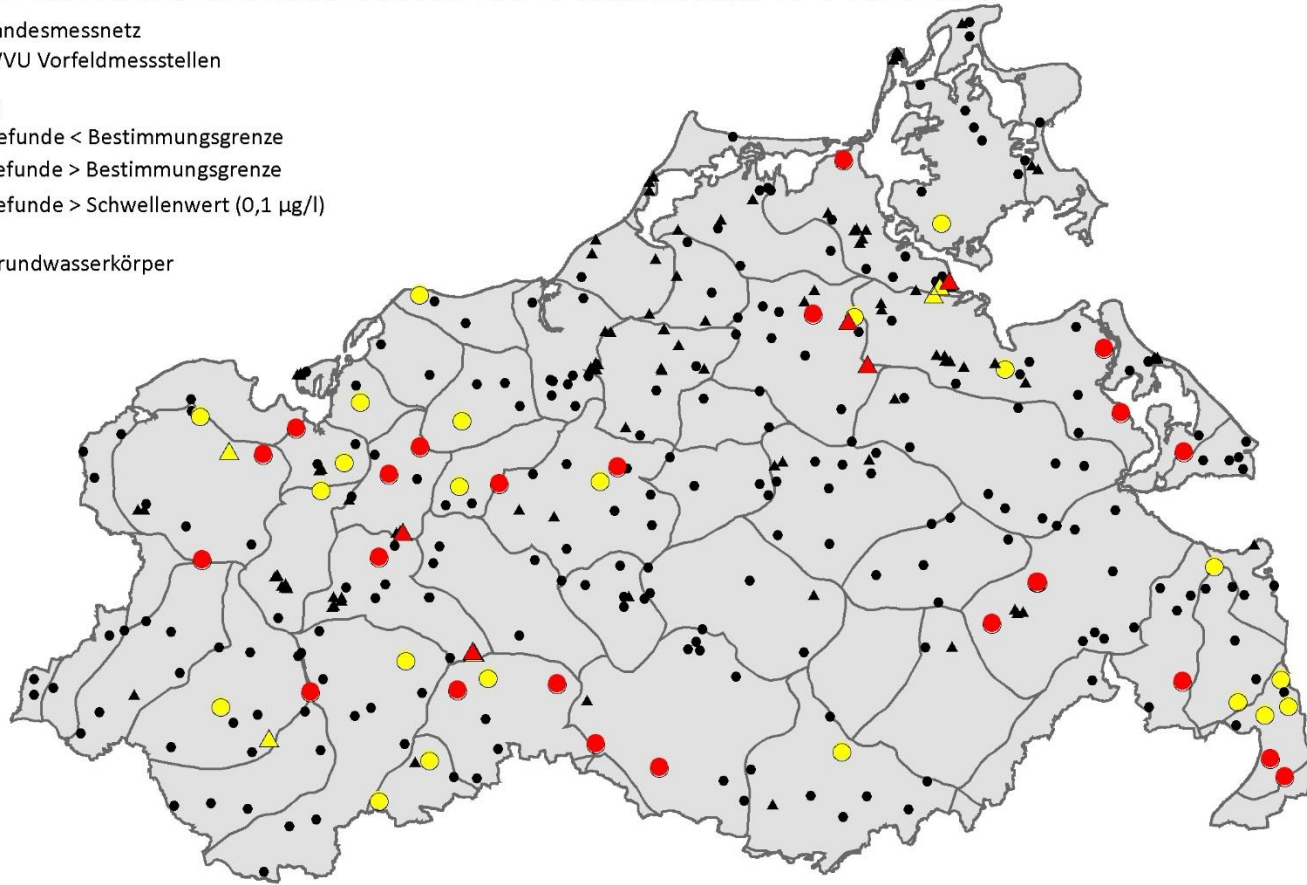 andesmessnetz
VU Vorfeldmessstellen
efunde < Bestimmungsgrenze
efunde > Bestimmungsgrenze
efunde > Schwellenwert (0,1 µg/l)
rundwasserkörper